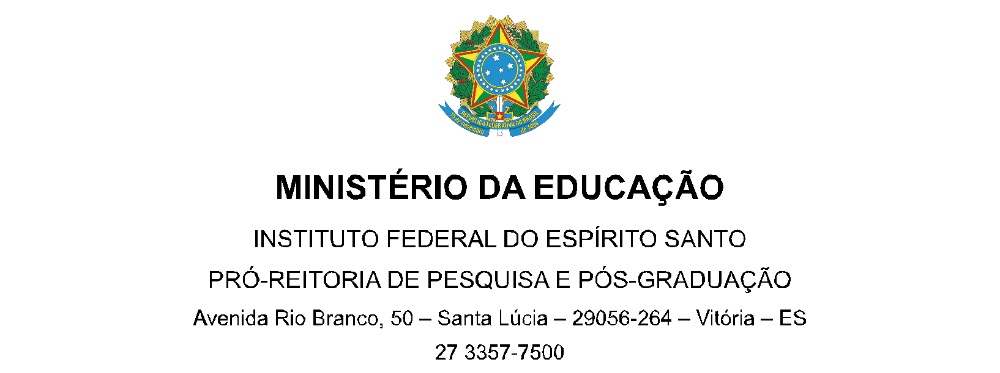 REPÚBLICA FEDERATIVA DO BRASIL
15 de Novembro de 1889
MINISTÉRIO DA EDUCAÇÃO
INSTITUTO FEDERAL DO ESPÍRITO SANTO
PRÓ-REITORIA DE PESQUISA E PÓS-GRADUAÇÃO
Avenida Rio Branco, 50 – Santa Lúcia – 29056-264 – Vitória – ES
27 3357-7500